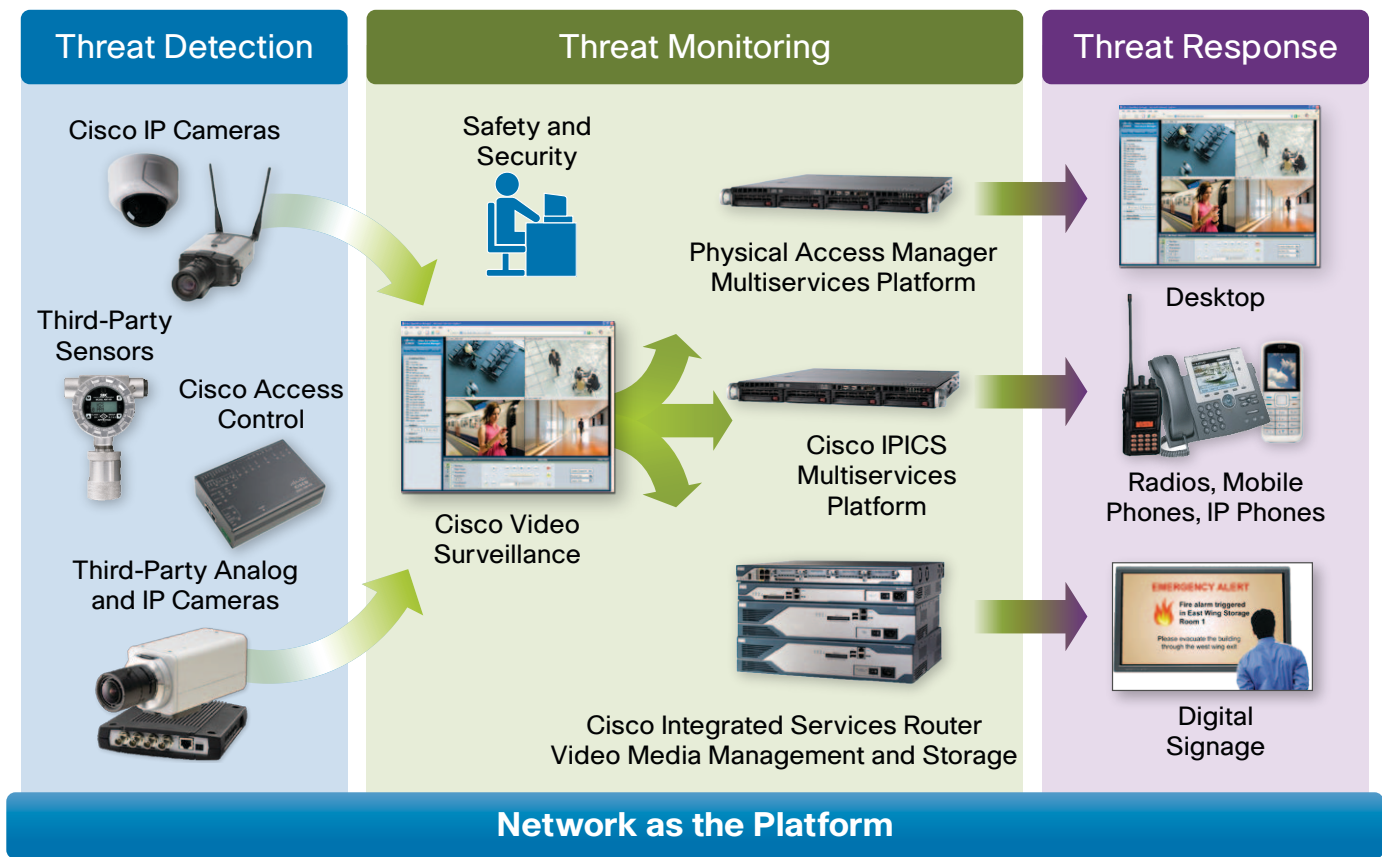 Threat Detection
Threat Monitoring
Threat Response
Cisco IP Cameras
Third-Party
Sensors
Cisco Access
Control
Third-Party Analog
and IP Cameras
Safety and
Security
Cisco Video
Surveillance
Physical Access Manager
Multiservices Platform
Cisco IPICS
Multiservices
Platform
Cisco Integrated Services Router
Video Media Management and Storage
Desktop
Radios, Mobile
Phones, IP Phones
EMERGENCY ALERT
Fire alarm triggered
in East Wing Storage
Room 1
Please evacuate the building
through the west wing exit
Digital
Signage
Network as the Platform